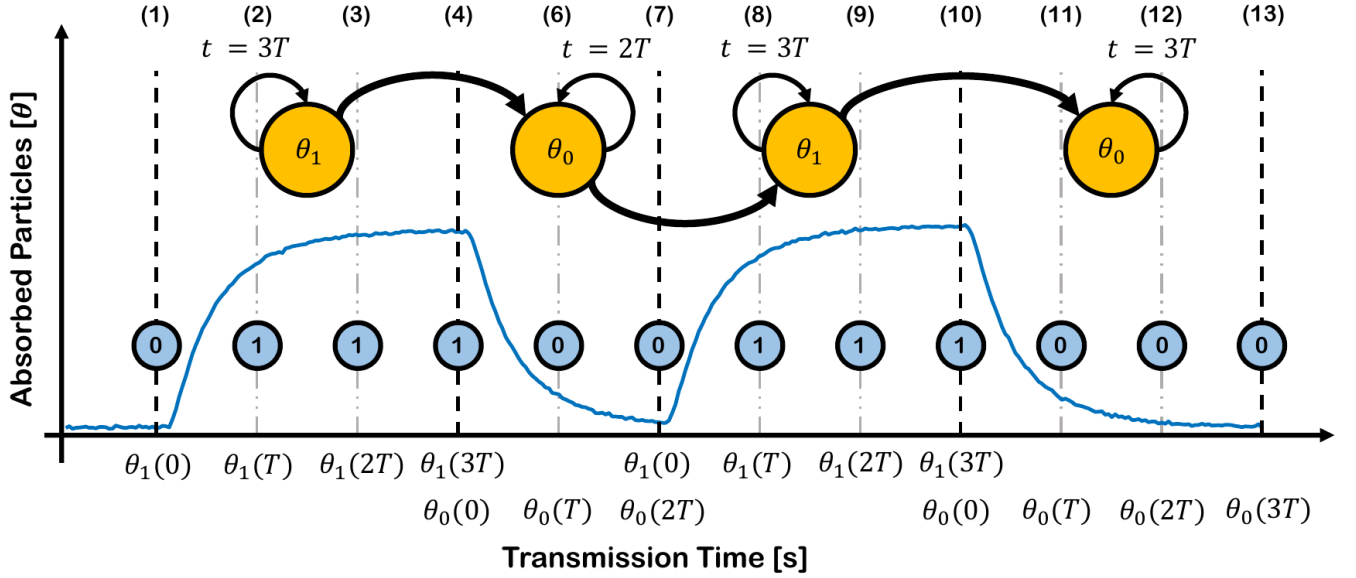 (1) (2) (3) (4) (6) (7) (8) (9) (10) (11) (12) (13)
t = 3T t = 2T t = 3T t = 3T
θ₁ θ₀ θ₁ θ₀
Absorbed Particles [θ]
0 1 1 1 0 0 1 1 1 0 0 0
θ₁(0) θ₁(T) θ₁(2T) θ₁(3T) θ₁(0) θ₁(T) θ₁(2T) θ₁(3T)
θ₀(0) θ₀(T) θ₀(2T) θ₀(0) θ₀(T) θ₀(2T) θ₀(3T)
Transmission Time [s]